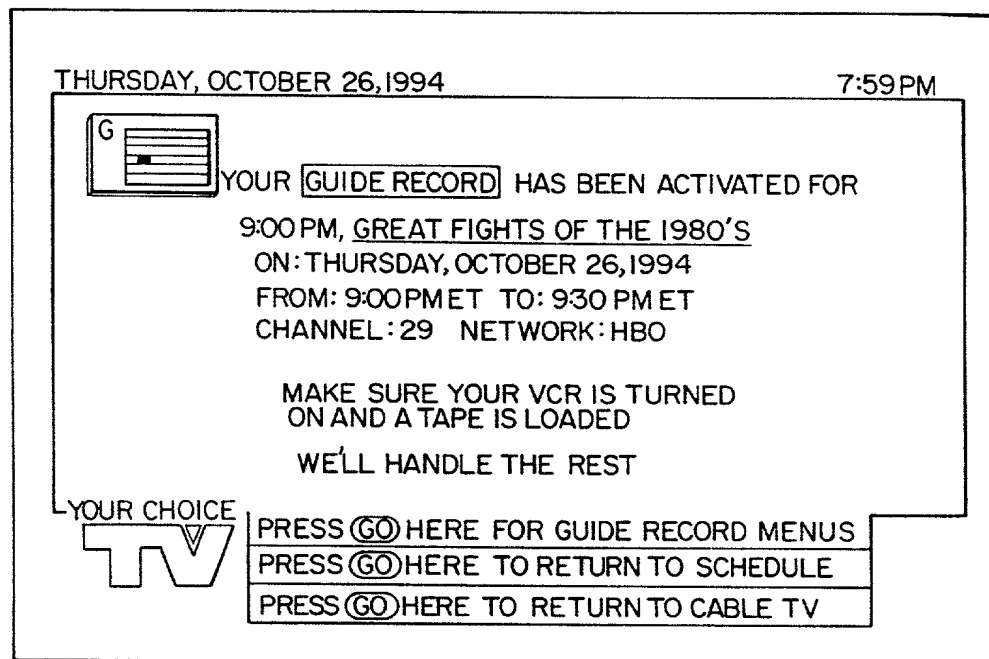 THURSDAY, OCTOBER 26,1994 7:59 PM
G
YOUR GUIDE RECORD HAS BEEN ACTIVATED FOR
9:00 PM, GREAT FIGHTS OF THE 1980'S
ON: THURSDAY, OCTOBER 26,1994
FROM: 9:00 PM ET TO: 9:30 PM ET
CHANNEL: 29 NETWORK: HBO
MAKE SURE YOUR VCR IS TURNED
ON AND A TAPE IS LOADED
WE'LL HANDLE THE REST
YOUR CHOICE
TV
PRESS GO HERE FOR GUIDE RECORD MENUS
PRESS GO HERE TO RETURN TO SCHEDULE
PRESS GO HERE TO RETURN TO CABLE TV